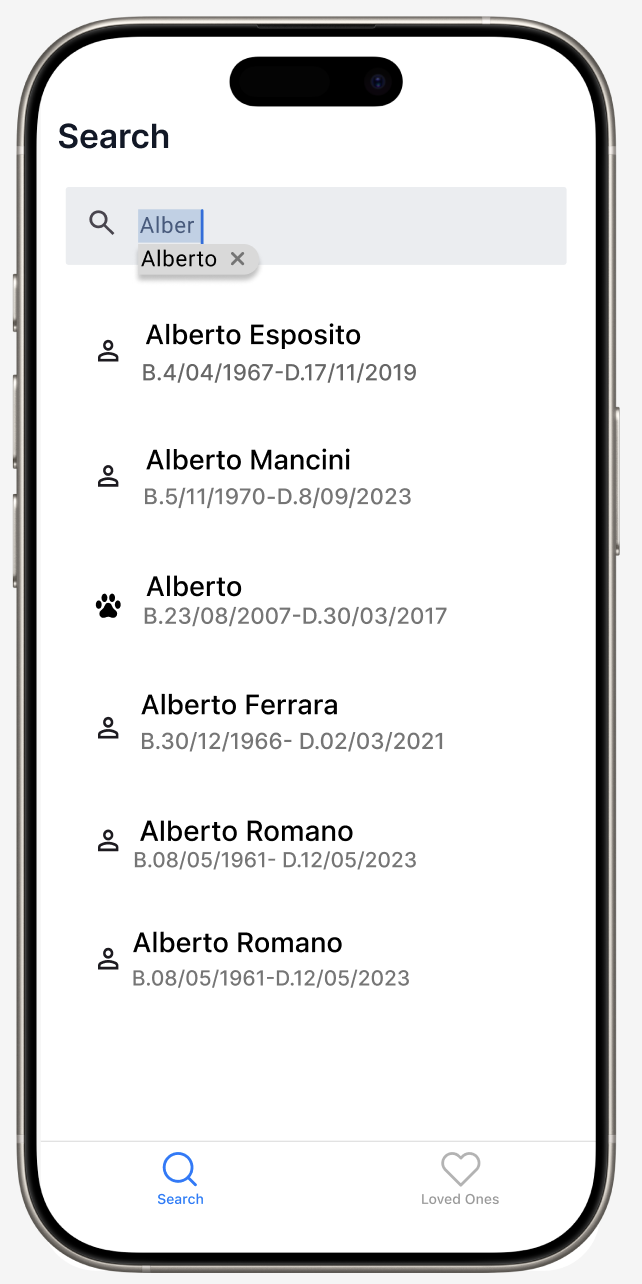 Search
Alber
Alberto
Alberto Esposito
B.4/04/1967-D.17/11/2019
Alberto Mancini
B.5/11/1970-D.8/09/2023
Alberto
B.23/08/2007-D.30/03/2017
Alberto Ferrara
B.30/12/1966- D.02/03/2021
Alberto Romano
B.08/05/1961- D.12/05/2023
Alberto Romano
B.08/05/1961-D.12/05/2023
Search
Loved Ones